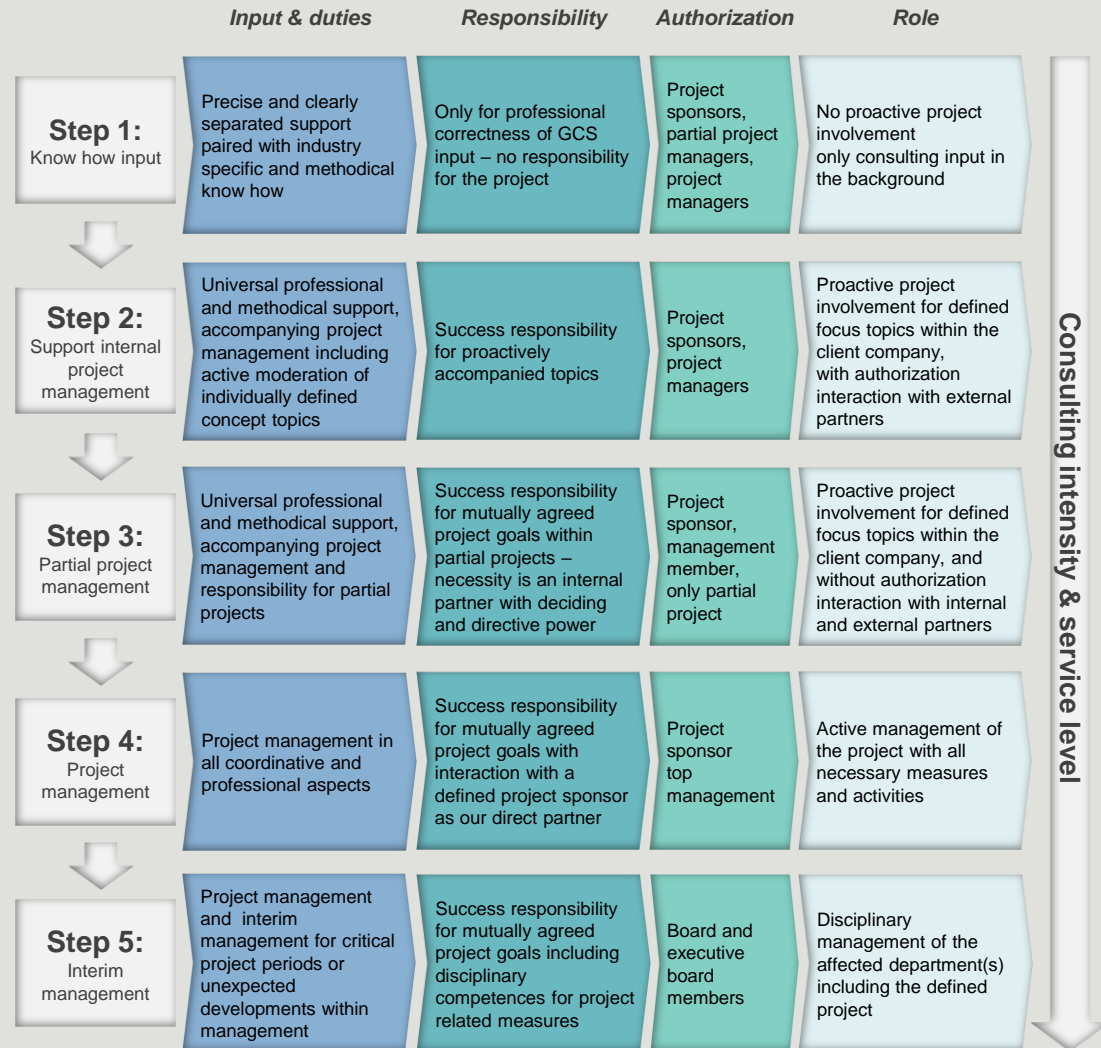 Input & duties
Responsibility
Authorization
Role
Step 1:
Know how input
Precise and clearly
separated support
paired with industry
specific and methodical
know how
Only for professional
correctness of GCS
input – no responsibility
for the project
Project
sponsors,
partial project
managers,
project
managers
No proactive project
involvement
only consulting input in
the background
Step 2:
Support internal
project
management
Universal professional
and methodical support,
accompanying project
management including
active moderation of
individually defined
concept topics
Success responsibility
for proactively
accompanied topics
Project
sponsors,
project
managers
Proactive project
involvement for defined
focus topics within the
client company,
with authorization
interaction with external
partners
Step 3:
Partial project
management
Universal professional
and methodical support,
accompanying project
management and
responsibility for partial
projects
Success responsibility
for mutually agreed
project goals within
partial projects –
necessity is an internal
partner with deciding
and directive power
Project
sponsor,
management
member,
only partial
project
Proactive project
involvement for defined
focus topics within the
client company, and
without authorization
interaction with internal
and external partners
Step 4:
Project
management
Project management in
all coordinative and
professional aspects
Success responsibility
for mutually agreed
project goals with
interaction with a
defined project sponsor
as our direct partner
Project
sponsor
top
management
Active management of
the project with all
necessary measures
and activities
Step 5:
Interim
management
Project management
and interim
management for critical
project periods or
unexpected
developments within
management
Success responsibility
for mutually agreed
project goals including
disciplinary
competences for project
related measures
Board and
executive
board
members
Disciplinary
management of the
affected department(s)
including the defined
project
Consulting intensity & service level